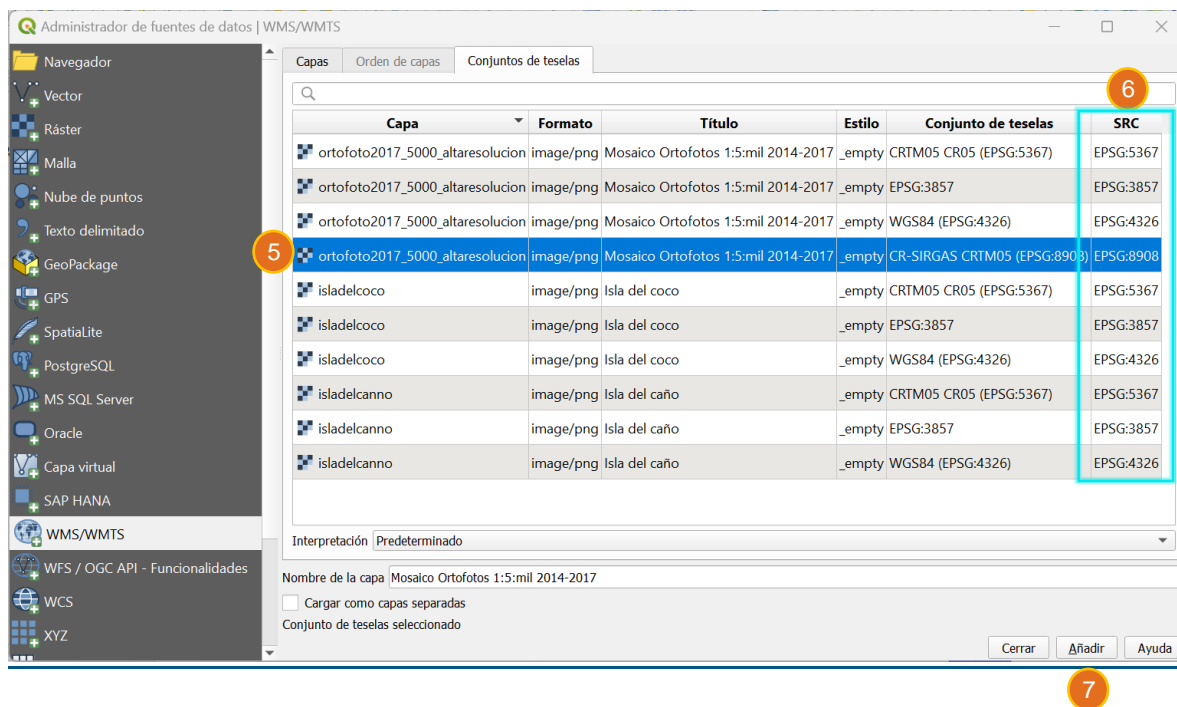 Administrador de fuentes de datos | WMS/WMTS
Navegador
Vector
Ráster
Malla
Nube de puntos
Texto delimitado
GeoPackage
GPS
SpatiaLite
PostgreSQL
MS SQL Server
Oracle
Capa virtual
SAP HANA
WMS/WMTS
WFS / OGC API - Funcionalidades
WCS
XYZ
Capas Orden de capas Conjuntos de teselas
6
Capa Formato Título Estilo Conjunto de teselas SRC
ortofoto2017_5000_altaresolucion image/png Mosaico Ortofotos 1:5:mil 2014-2017 _empty CRTM05 CR05 (EPSG:5367) EPSG:5367
ortofoto2017_5000_altaresolucion image/png Mosaico Ortofotos 1:5:mil 2014-2017 _empty EPSG:3857 EPSG:3857
ortofoto2017_5000_altaresolucion image/png Mosaico Ortofotos 1:5:mil 2014-2017 _empty WGS84 (EPSG:4326) EPSG:4326
5 ortofoto2017_5000_altaresolucion image/png Mosaico Ortofotos 1:5:mil 2014-2017 _empty CR-SIRGAS CRTM05 (EPSG:8908) EPSG:8908
isladelcoco image/png Isla del coco _empty CRTM05 CR05 (EPSG:5367) EPSG:5367
isladelcoco image/png Isla del coco _empty EPSG:3857 EPSG:3857
isladelcoco image/png Isla del coco _empty WGS84 (EPSG:4326) EPSG:4326
isladelcanno image/png Isla del caño _empty CRTM05 CR05 (EPSG:5367) EPSG:5367
isladelcanno image/png Isla del caño _empty EPSG:3857 EPSG:3857
isladelcanno image/png Isla del caño _empty WGS84 (EPSG:4326) EPSG:4326
Interpretación Predeterminado
Nombre de la capa Mosaico Ortofotos 1:5:mil 2014-2017
Cargar como capas separadas
Conjunto de teselas seleccionado
Cerrar Añadir Ayuda
7